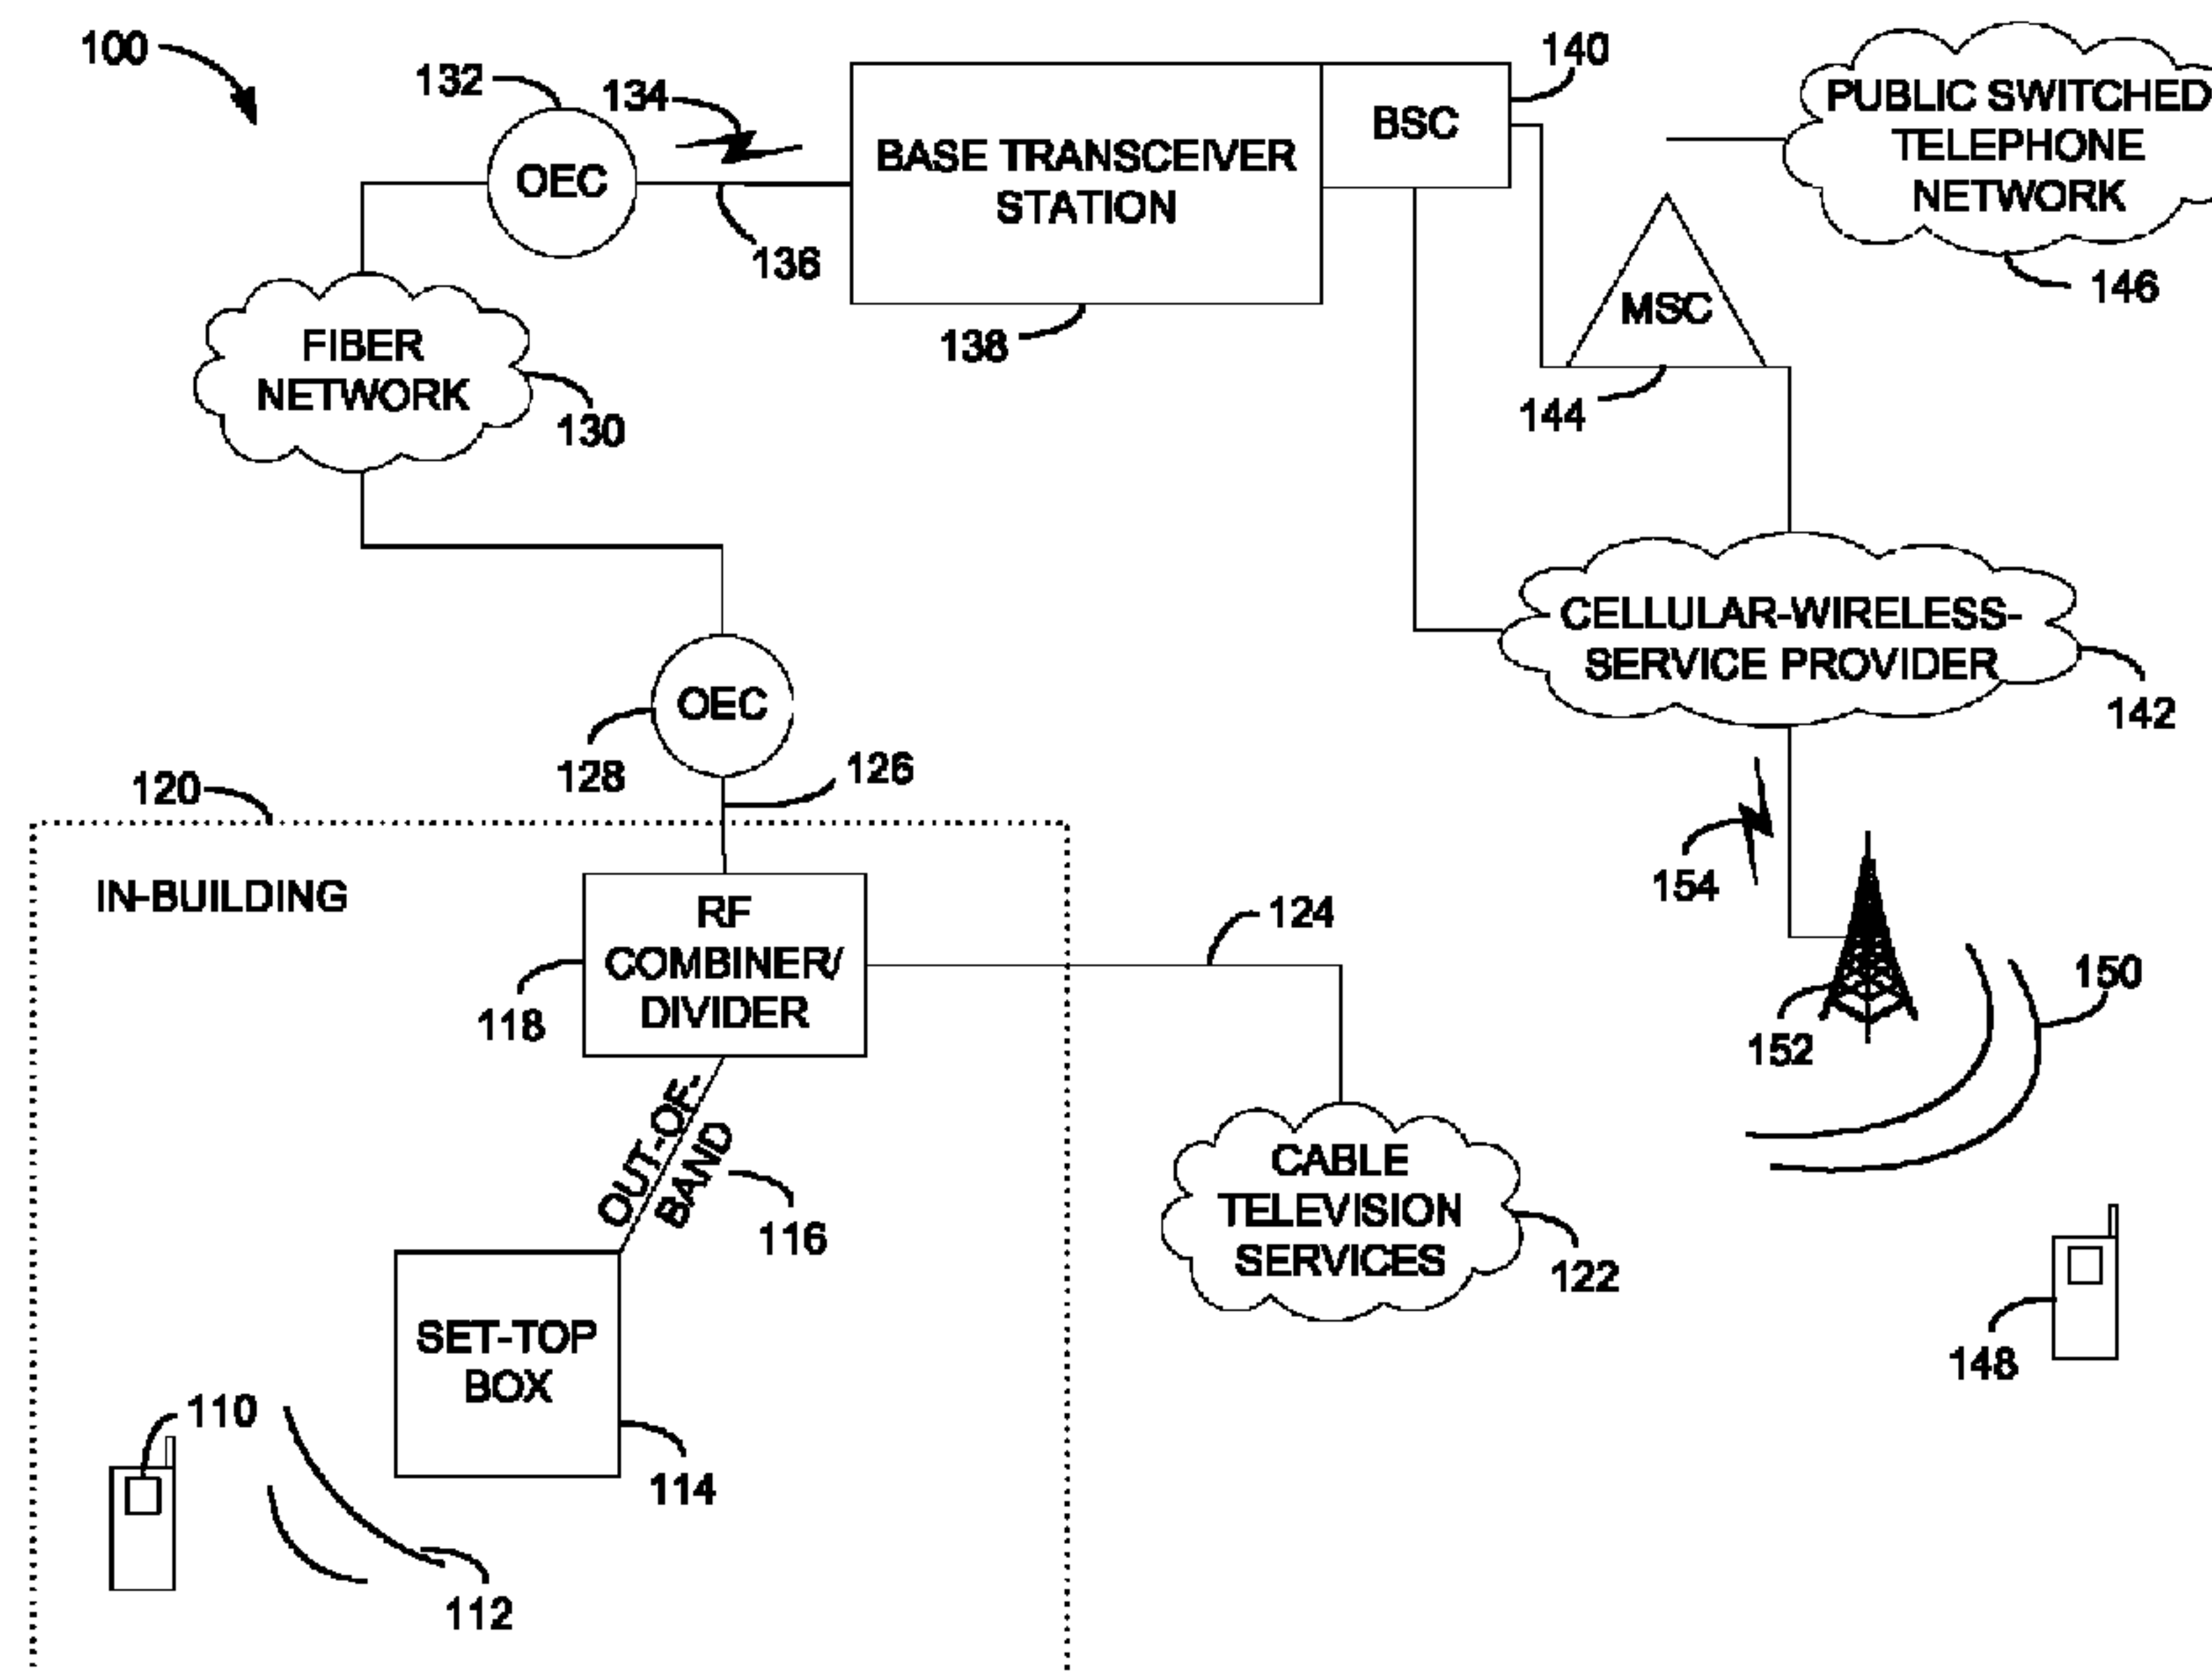 100
132
134
140
BSC
PUBLIC SWITCHED
TELEPHONE
NETWORK
OEC
BASE TRANSCEIVER
STATION
136
146
138
MSC
144
FIBER
NETWORK
130
CELLULAR-WIRELESS-
SERVICE PROVIDER
142
OEC
128
126
120
IN-BUILDING
RF
COMBINER/
DIVIDER
118
124
154
150
152
OUT-OF-
BAND
116
CABLE
TELEVISION
SERVICES
122
SET-TOP
BOX
114
148
110
112